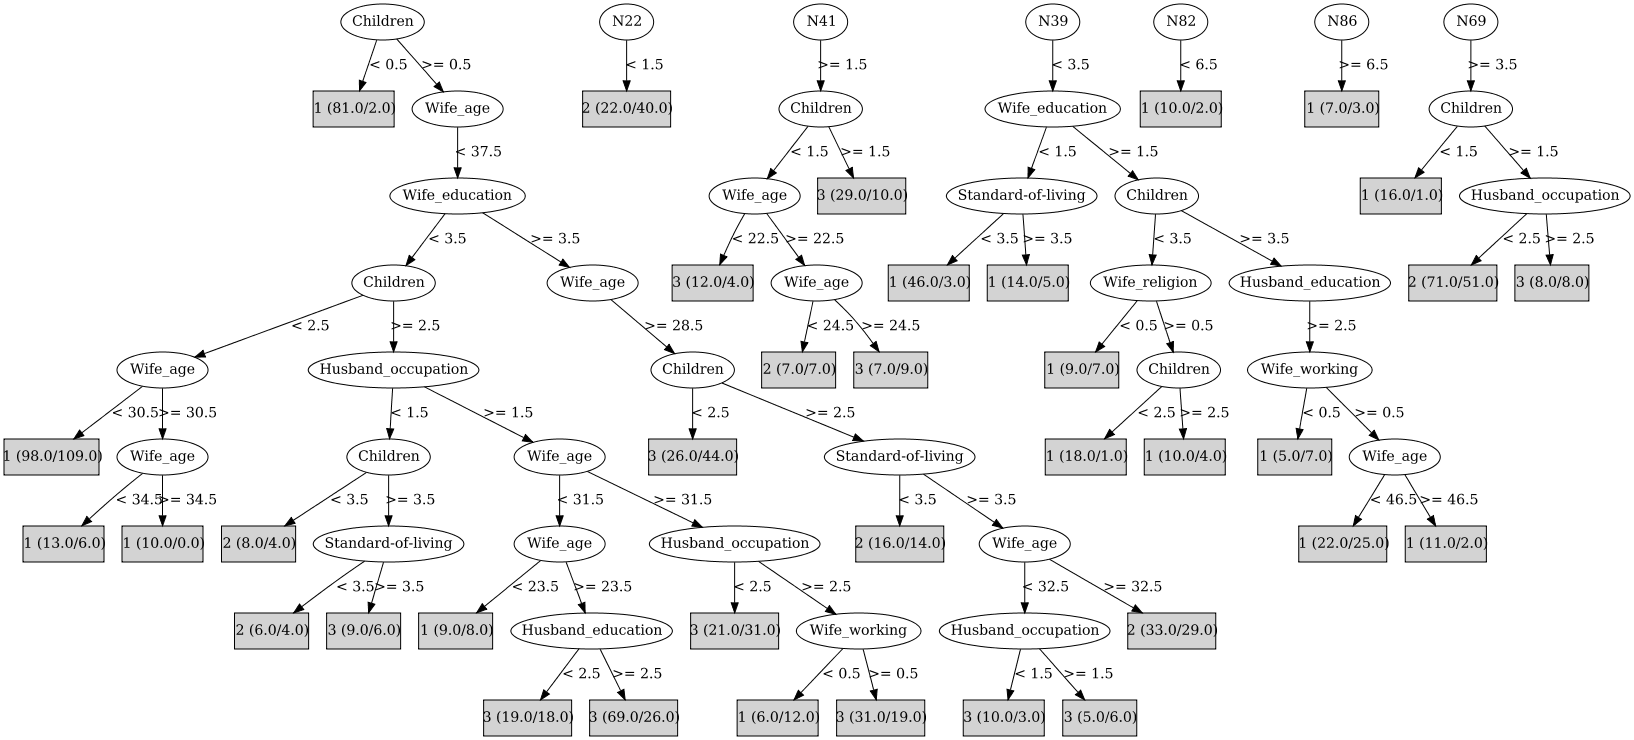 Children N22 N41 N39 N82 N86 N69
< 0.5 >= 0.5 < 1.5 >= 1.5 < 3.5 < 6.5 >= 6.5 >= 3.5
1 (81.0/2.0) Wife_age 2 (22.0/40.0) Children Wife_education 1 (10.0/2.0) 1 (7.0/3.0) Children
< 37.5 < 1.5 >= 1.5 < 1.5 >= 1.5 < 1.5 >= 1.5
Wife_education Wife_age 3 (29.0/10.0) Standard-of-living Children 1 (16.0/1.0) Husband_occupation
< 3.5 >= 3.5 < 22.5 >= 22.5 < 3.5 >= 3.5 < 3.5 >= 3.5 < 2.5 >= 2.5
Children Wife_age 3 (12.0/4.0) Wife_age 1 (46.0/3.0) 1 (14.0/5.0) Wife_religion Husband_education 2 (71.0/51.0) 3 (8.0/8.0)
< 2.5 >= 2.5 >= 28.5 < 24.5 >= 24.5 < 0.5 >= 0.5 >= 2.5
Wife_age Husband_occupation Children 2 (7.0/7.0) 3 (7.0/9.0) 1 (9.0/7.0) Children Wife_working
< 30.5 >= 30.5 < 1.5 >= 1.5 < 2.5 >= 2.5 < 2.5 >= 2.5 < 0.5 >= 0.5
1 (98.0/109.0) Wife_age Children Wife_age 3 (26.0/44.0) Standard-of-living 1 (18.0/1.0) 1 (10.0/4.0) 1 (5.0/7.0) Wife_age
< 34.5 >= 34.5 < 3.5 >= 3.5 < 31.5 >= 31.5 < 3.5 >= 3.5 < 46.5 >= 46.5
1 (13.0/6.0) 1 (10.0/0.0) 2 (8.0/4.0) Standard-of-living Wife_age Husband_occupation 2 (16.0/14.0) Wife_age 1 (22.0/25.0) 1 (11.0/2.0)
< 3.5 >= 3.5 < 23.5 >= 23.5 < 2.5 >= 2.5 < 32.5 >= 32.5
2 (6.0/4.0) 3 (9.0/6.0) 1 (9.0/8.0) Husband_education 3 (21.0/31.0) Wife_working Husband_occupation 2 (33.0/29.0)
< 2.5 >= 2.5 < 0.5 >= 0.5 < 1.5 >= 1.5
3 (19.0/18.0) 3 (69.0/26.0) 1 (6.0/12.0) 3 (31.0/19.0) 3 (10.0/3.0) 3 (5.0/6.0)